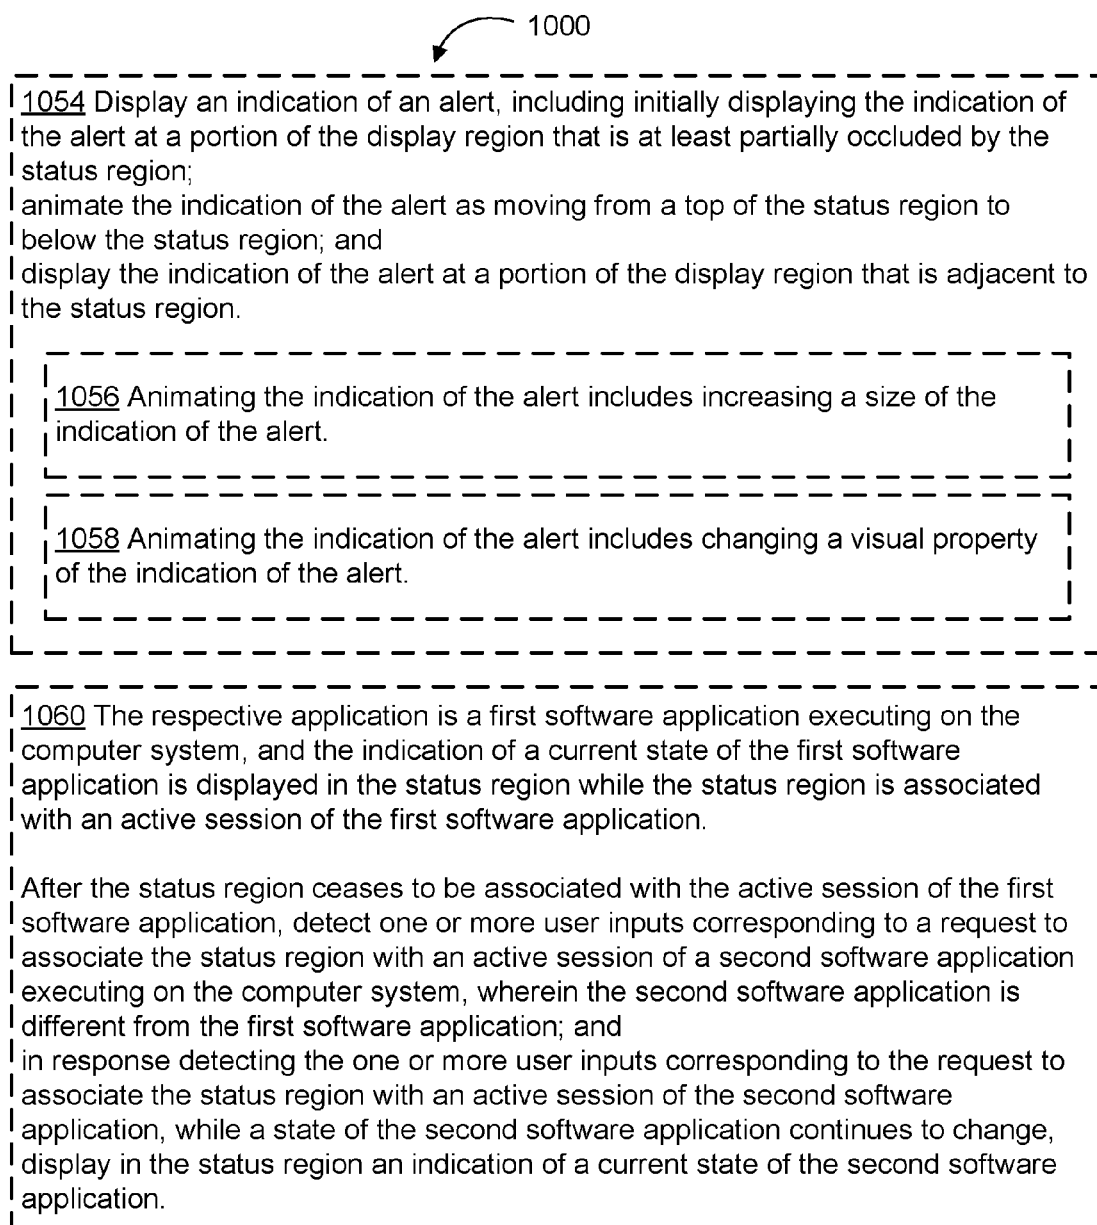 1000
1054 Display an indication of an alert, including initially displaying the indication of
the alert at a portion of the display region that is at least partially occluded by the
status region;
animate the indication of the alert as moving from a top of the status region to
below the status region; and
display the indication of the alert at a portion of the display region that is adjacent to
the status region.
1056 Animating the indication of the alert includes increasing a size of the
indication of the alert.
1058 Animating the indication of the alert includes changing a visual property
of the indication of the alert.
1060 The respective application is a first software application executing on the
computer system, and the indication of a current state of the first software
application is displayed in the status region while the status region is associated
with an active session of the first software application.
After the status region ceases to be associated with the active session of the first
software application, detect one or more user inputs corresponding to a request to
associate the status region with an active session of a second software application
executing on the computer system, wherein the second software application is
different from the first software application; and
in response detecting the one or more user inputs corresponding to the request to
associate the status region with an active session of the second software
application, while a state of the second software application continues to change,
display in the status region an indication of a current state of the second software
application.